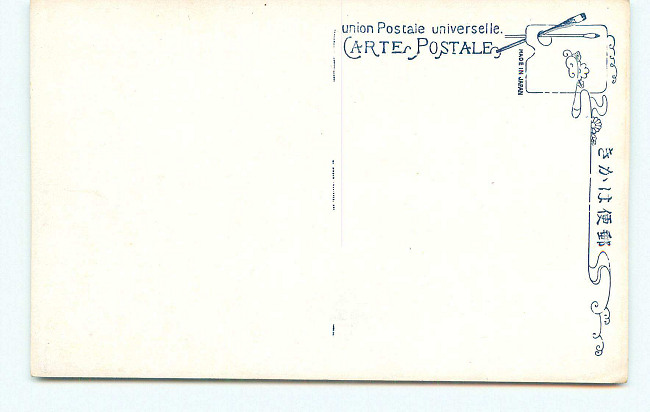 union Postale universelle.
CARTE POSTALE
MADE IN JAPAN
きかは便郵